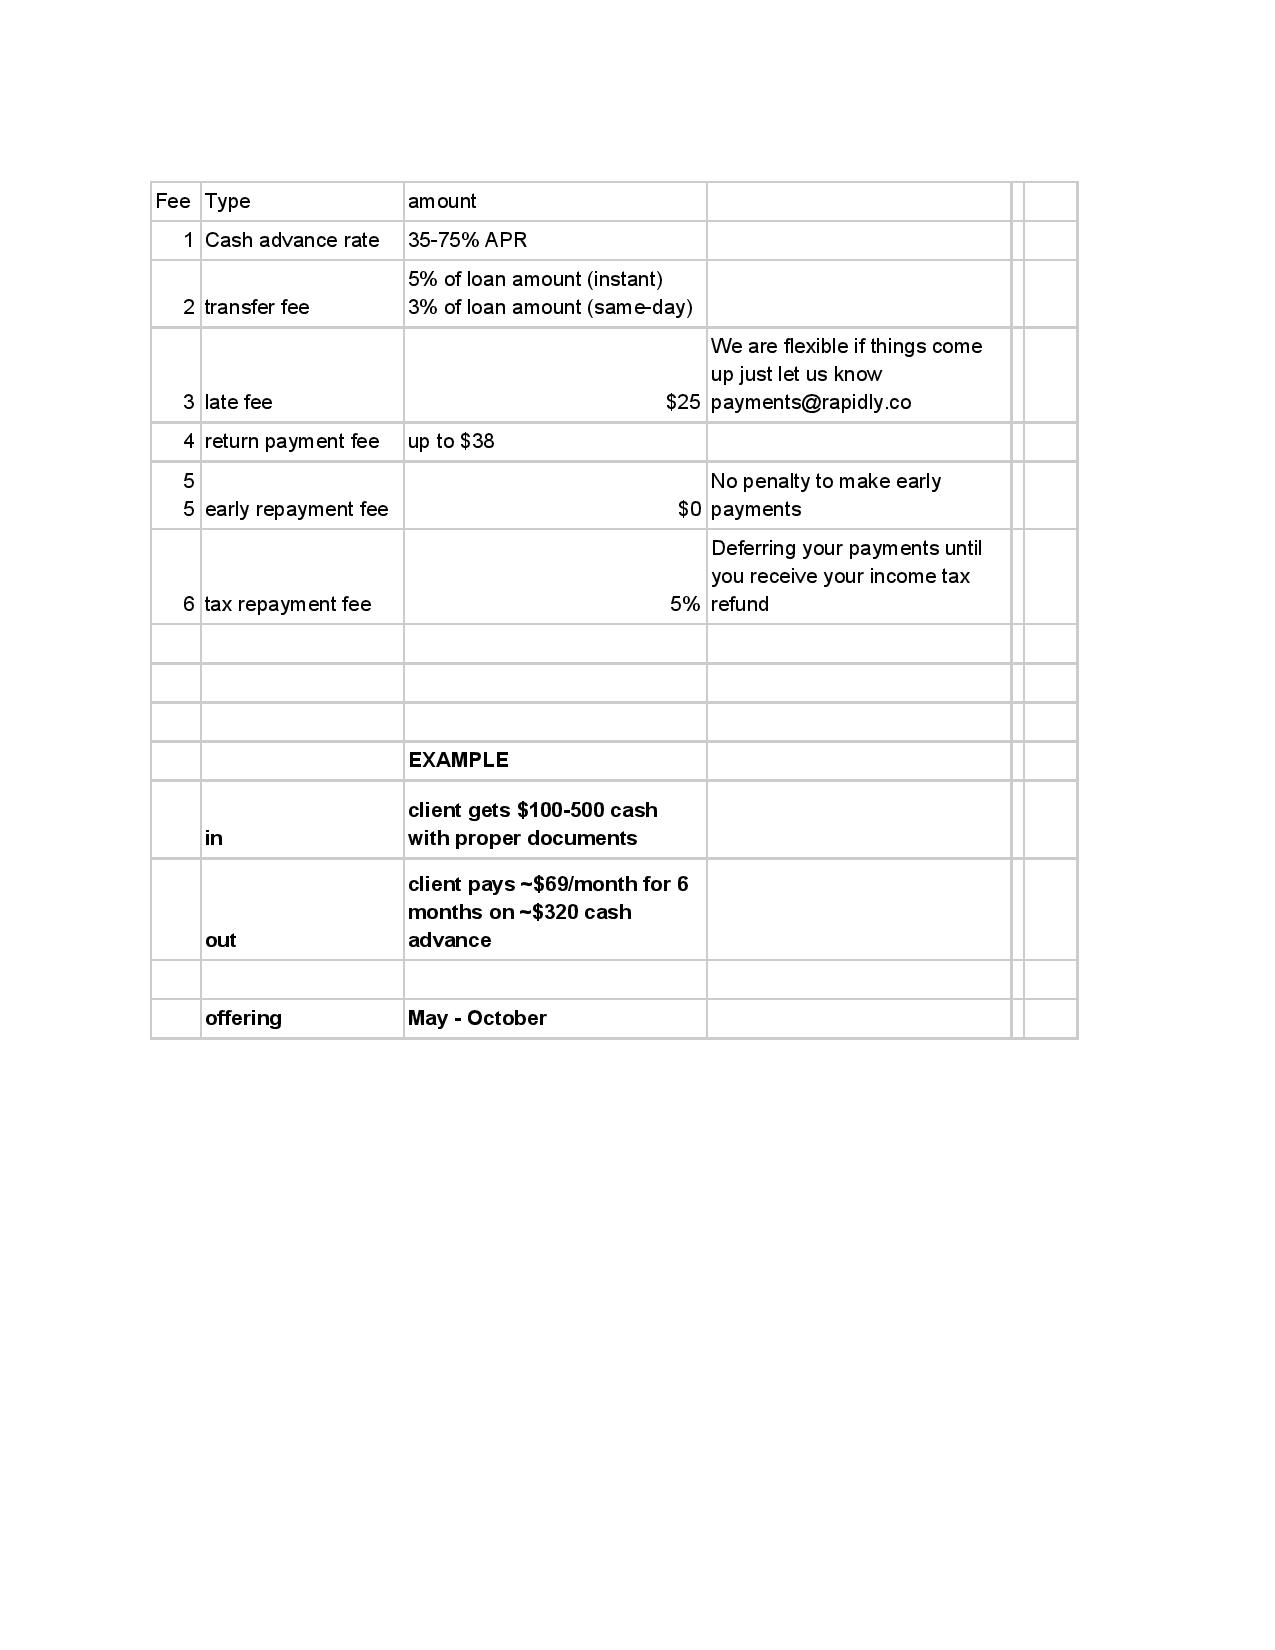 Fee Type amount
1 Cash advance rate 35-75% APR
5% of loan amount (instant)
2 transfer fee 3% of loan amount (same-day)
We are flexible if things come
up just let us know
3 late fee $25 payments@rapidly.co
4 return payment fee up to $38
5 No penalty to make early
5 early repayment fee $0 payments
Deferring your payments until
you receive your income tax
6 tax repayment fee 5% refund
EXAMPLE
client gets $100-500 cash
in with proper documents
client pays ~$69/month for 6
months on ~$320 cash
out advance
offering May - October